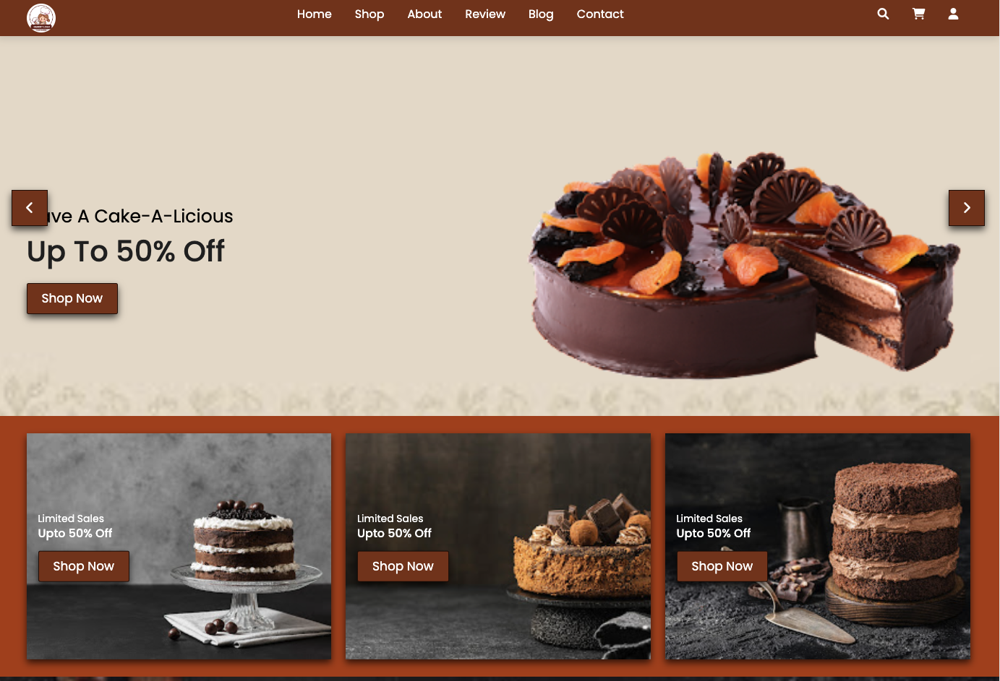 Home Shop About Review Blog Contact
ve A Cake-A-Licious
Up To 50% Off
Shop Now
Limited Sales
Upto 50% Off
Shop Now
Limited Sales
Upto 50% Off
Shop Now
Limited Sales
Upto 50% Off
Shop Now